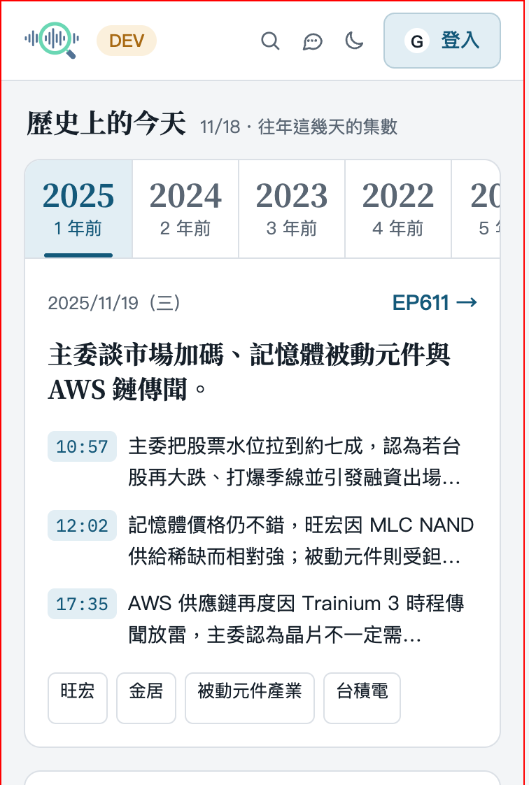 DEV
G 登入
歷史上的今天 11/18・往年這幾天的集數
2025 2024 2023 2022
1 年前 2 年前 3 年前 4 年前
2025/11/19（三） EP611 →
主委談市場加碼、記憶體被動元件與
AWS 鏈傳聞。
10:57 主委把股票水位拉到約七成，認為若台
股再大跌、打爆季線並引發融資出場…
12:02 記憶體價格仍不錯，旺宏因 MLC NAND
供給稀缺而相對強；被動元件則受鉭…
17:35 AWS 供應鏈再度因 Trainium 3 時程傳
聞放雷，主委認為晶片不一定需…
旺宏 金居 被動元件產業 台積電